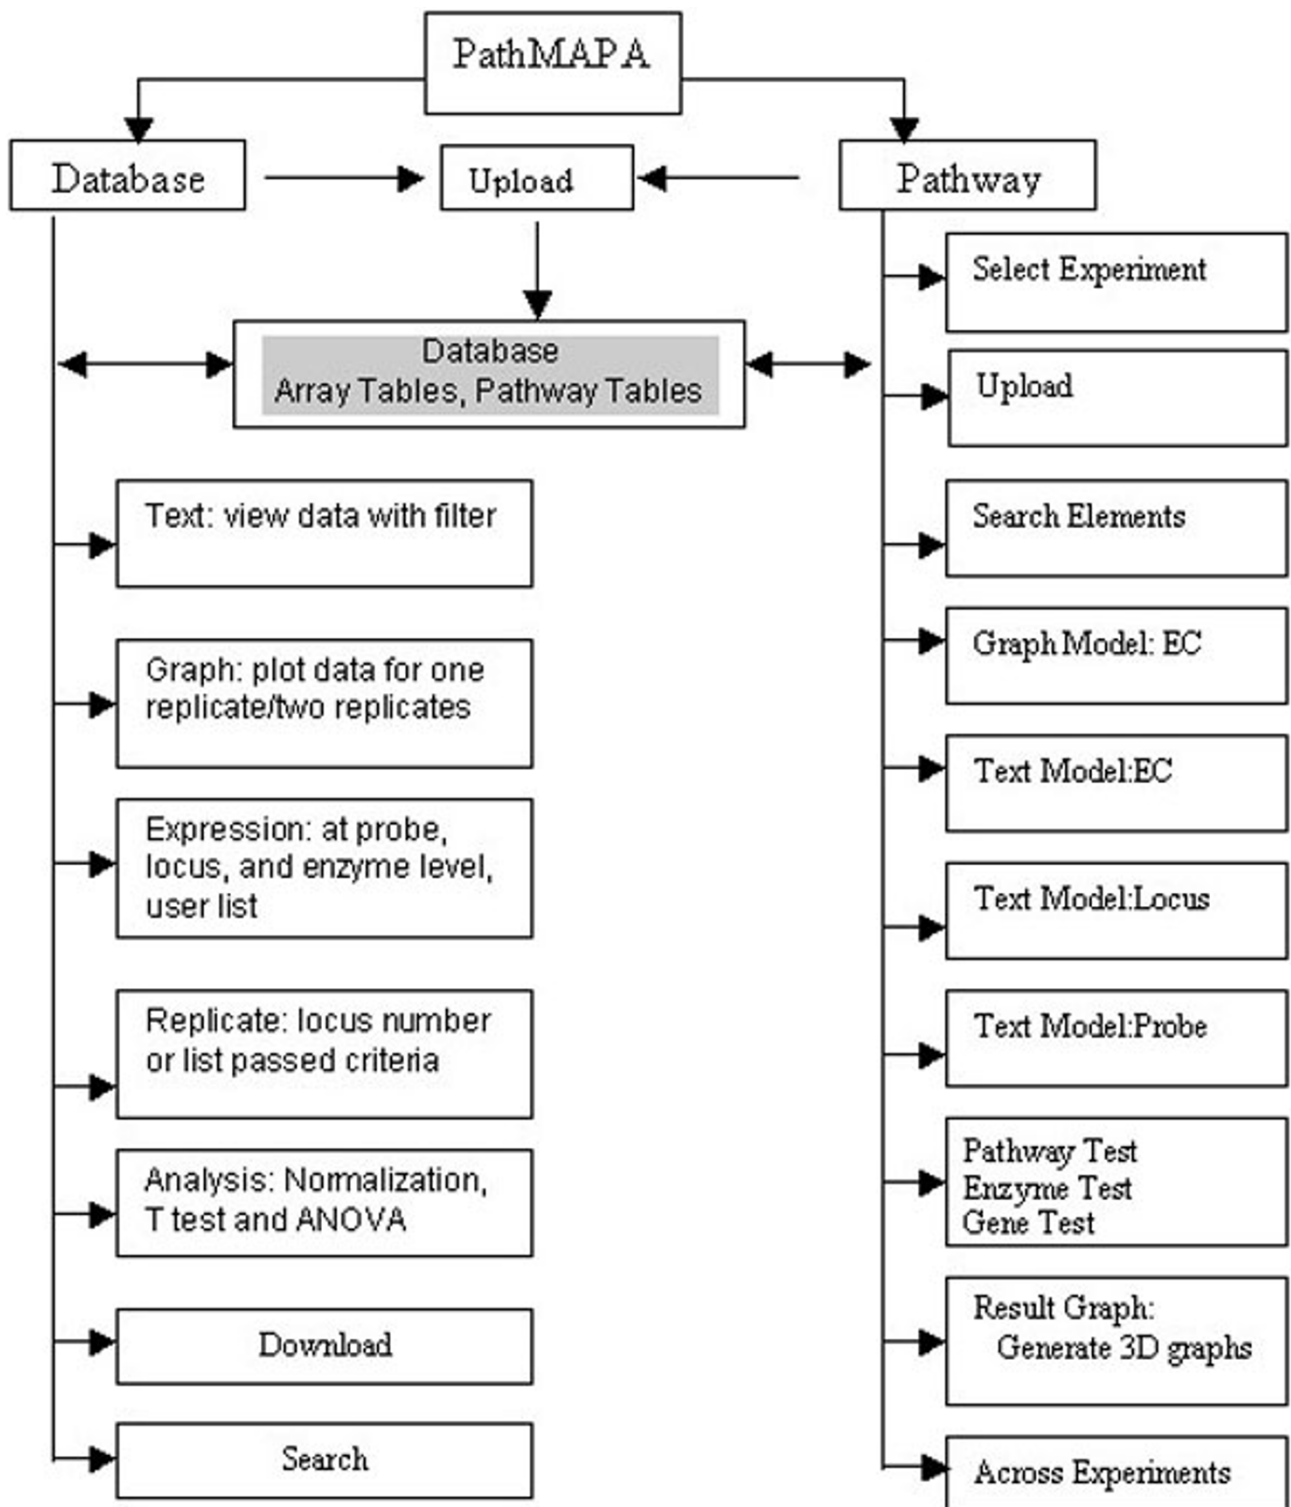 PathMAPA
Database
Upload
Pathway
Database
Array Tables, Pathway Tables
Text: view data with filter
Graph: plot data for one
replicate/two replicates
Expression: at probe,
locus, and enzyme level,
user list
Replicate: locus number
or list passed criteria
Analysis: Normalization,
T test and ANOVA
Download
Search
Select Experiment
Upload
Search Elements
Graph Model: EC
Text Model:EC
Text Model:Locus
Text Model:Probe
Pathway Test
Enzyme Test
Gene Test
Result Graph:
Generate 3D graphs
Across Experiments